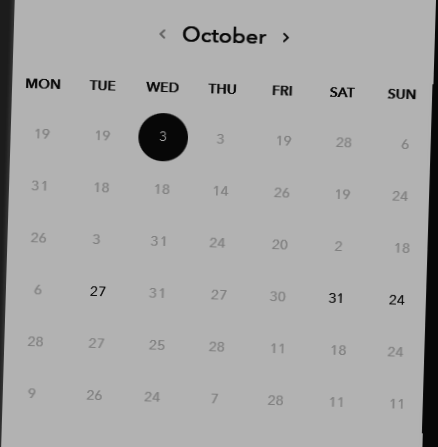 ‹ October ›
MON TUE WED THU FRI SAT SUN
19 19 3 3 19 28 6
31 18 18 14 26 19 24
26 3 31 24 20 2 18
6 27 31 27 30 31 24
28 27 25 28 11 18 24
9 26 24 7 28 11 11